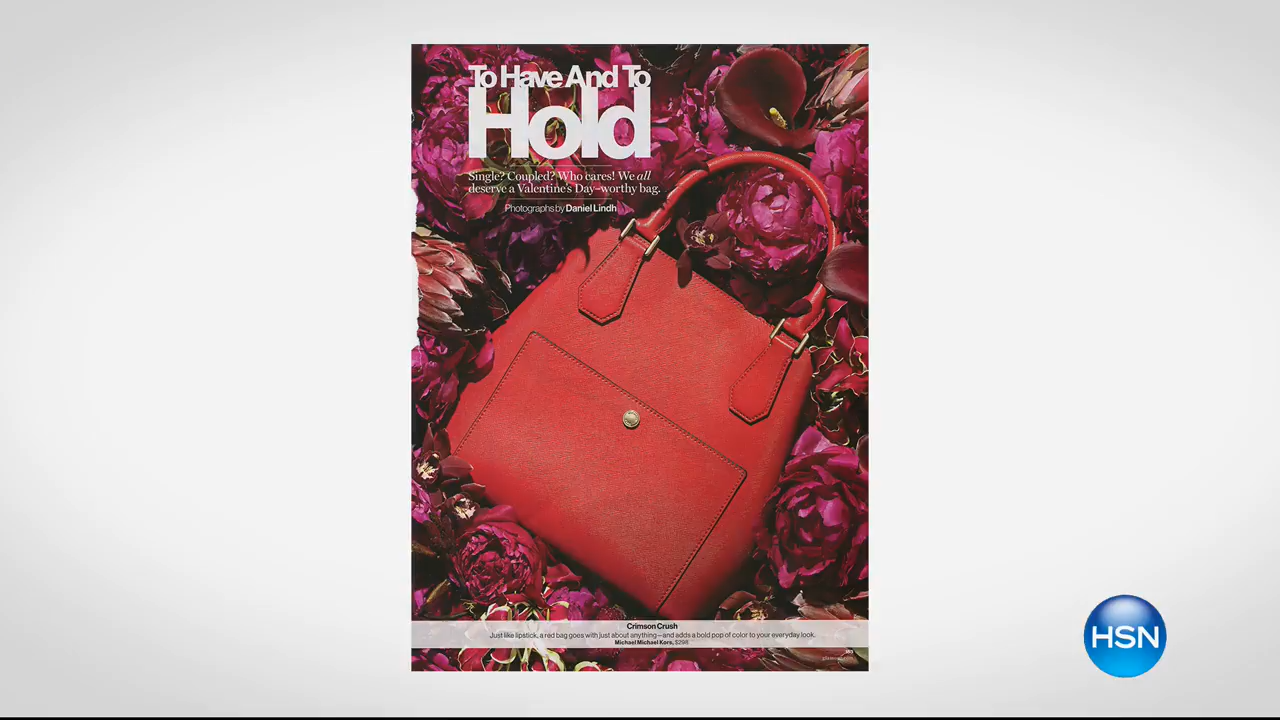 To Have And To
Hold
Single? Coupled? Who cares! We all
deserve a Valentine's Day–worthy bag.
Photographs by Daniel Lindh
Crimson Crush
Just like lipstick, a red bag goes with just about anything—and adds a bold pop of color to your everyday look.
Michael Michael Kors, $298
HSN